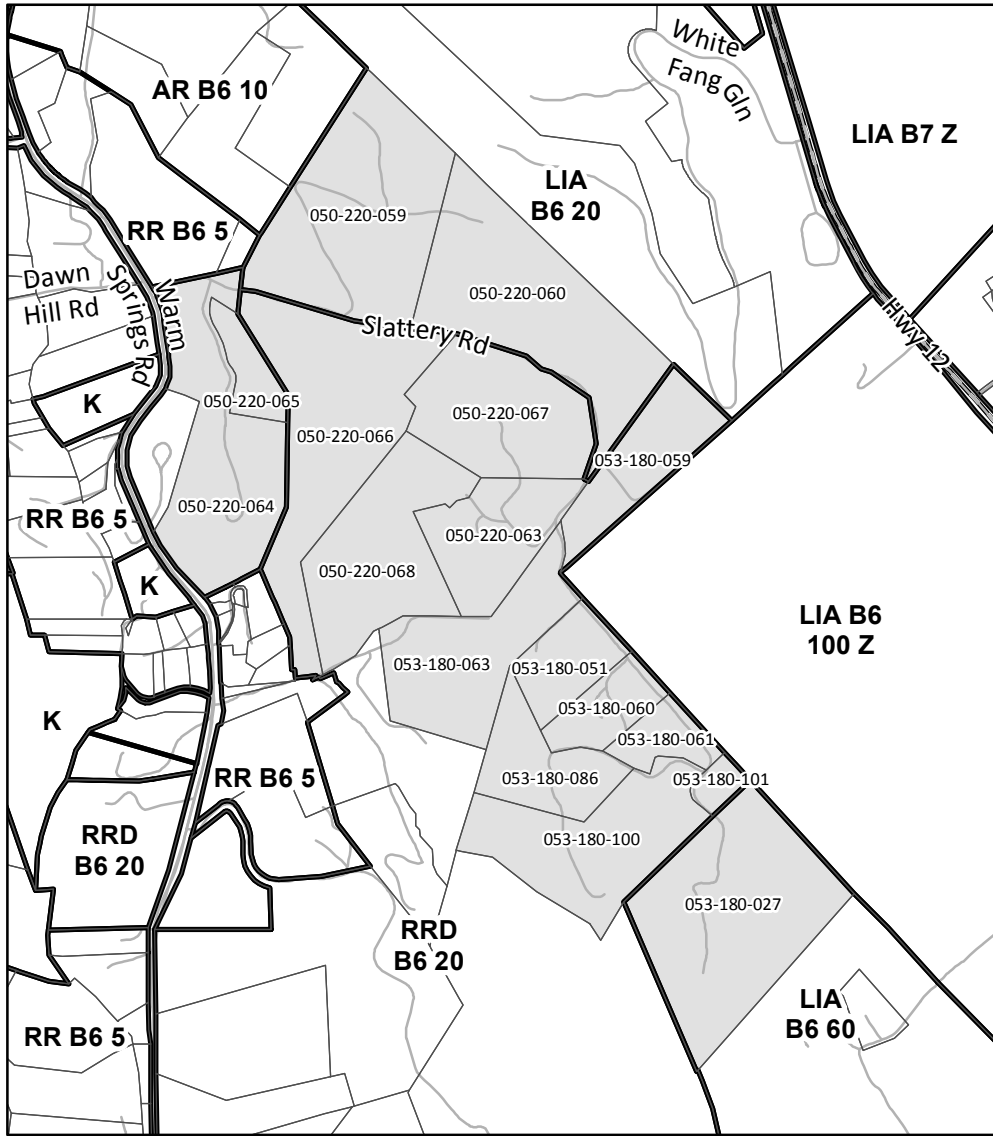 White
Fang Gln
AR B6 10
LIA B7 Z
LIA
B6 20
050-220-059
RR B6 5
Dawn
Hill Rd
Warm
Springs Rd
050-220-060
Slattery Rd
Hwy 12
K
050-220-065
050-220-067
050-220-066
053-180-059
050-220-064
RR B6 5
050-220-063
050-220-068
K
LIA B6
100 Z
053-180-063
053-180-051
053-180-060
053-180-061
K
RR B6 5
053-180-086
053-180-101
RRD
B6 20
053-180-100
053-180-027
RRD
B6 20
LIA
B6 60
RR B6 5